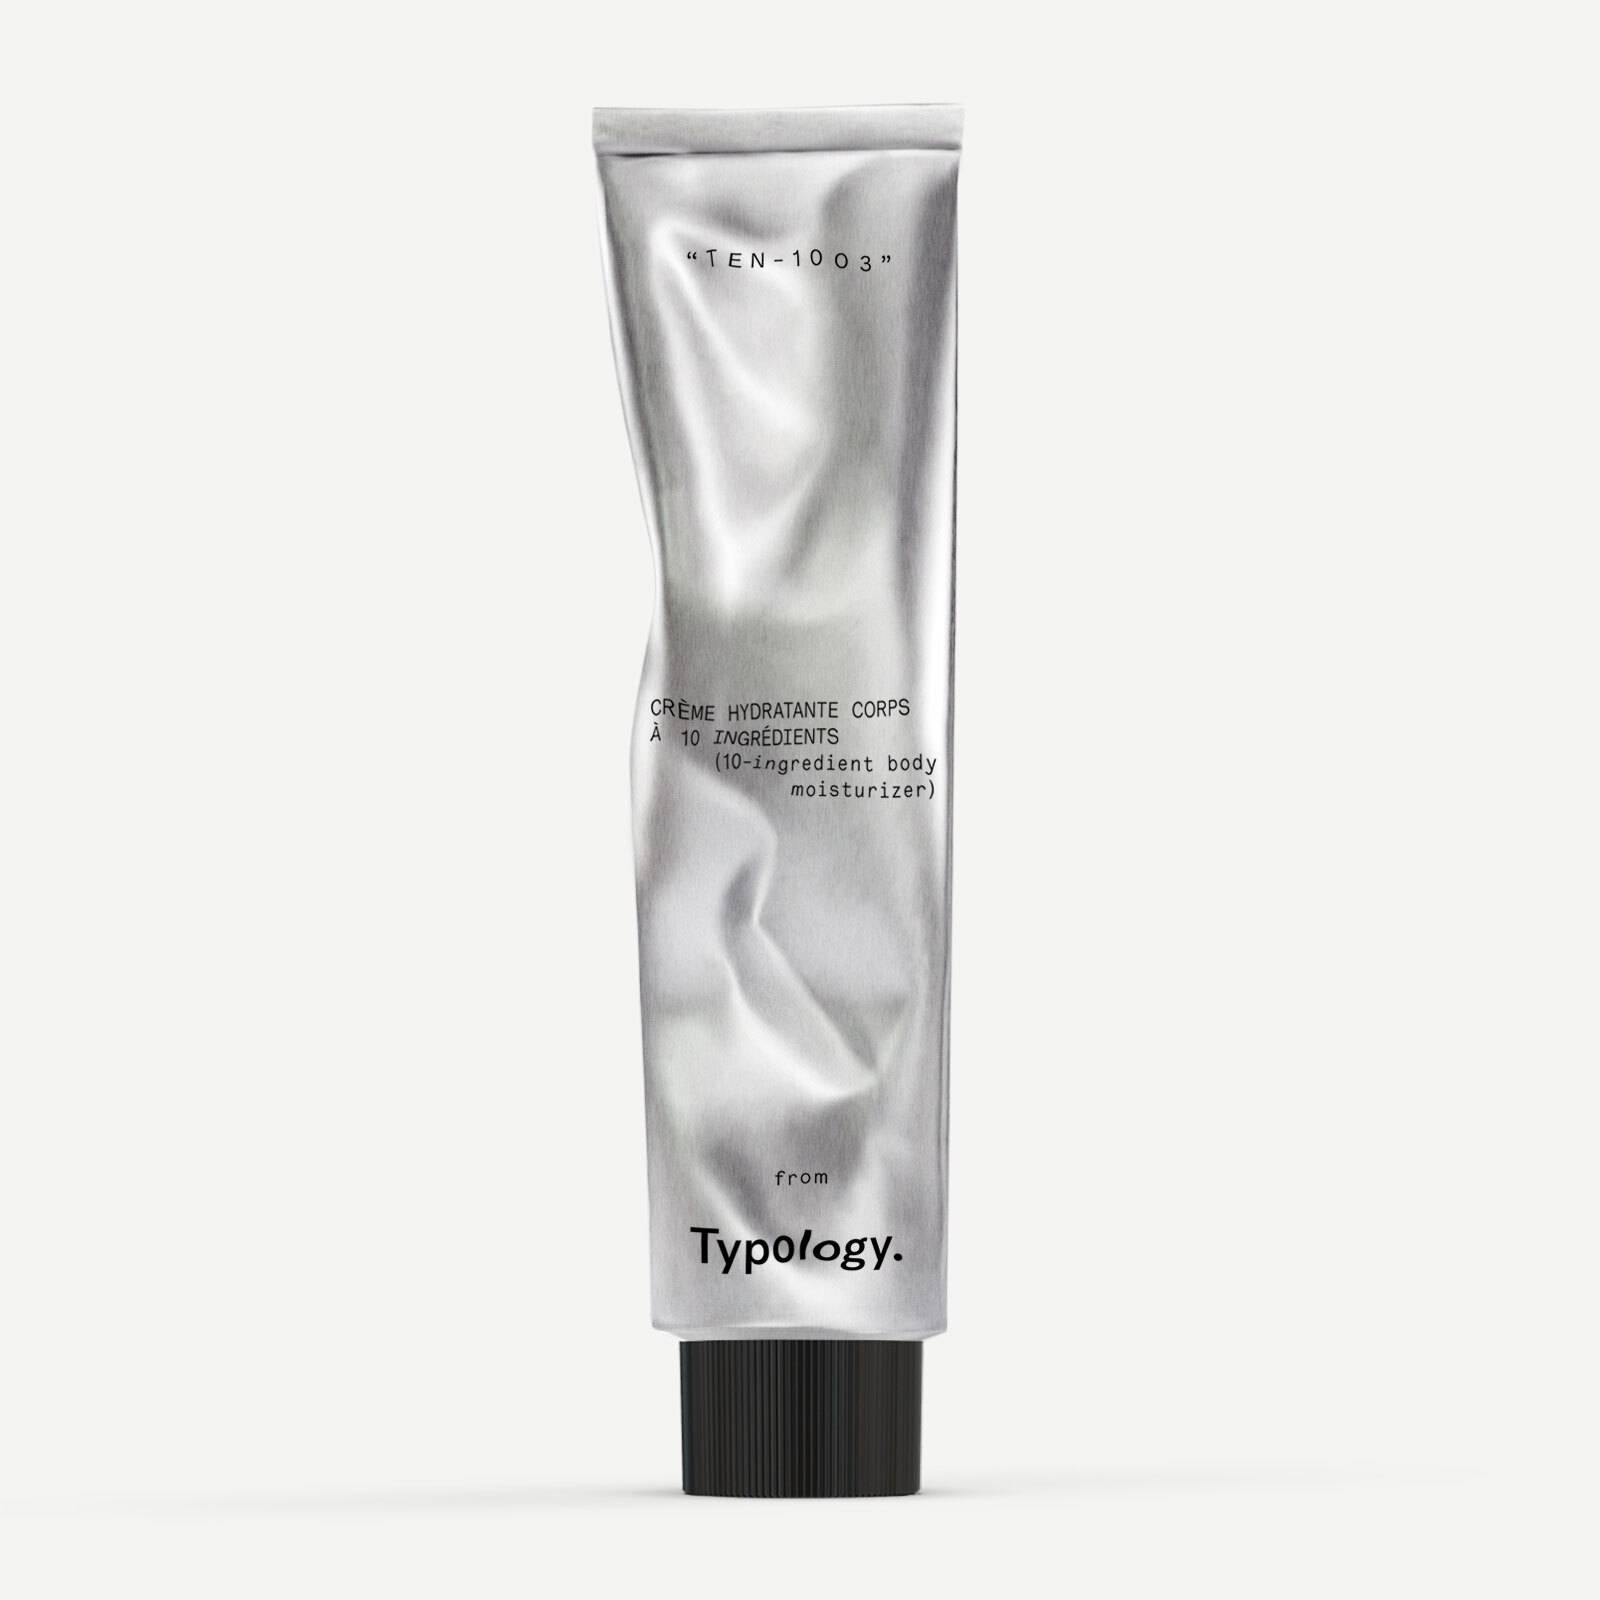 “TEN-1003”
CRÈME HYDRATANTE CORPS
À 10 INGRÉDIENTS
(10-ingredient body
moisturizer)
from
Typology.